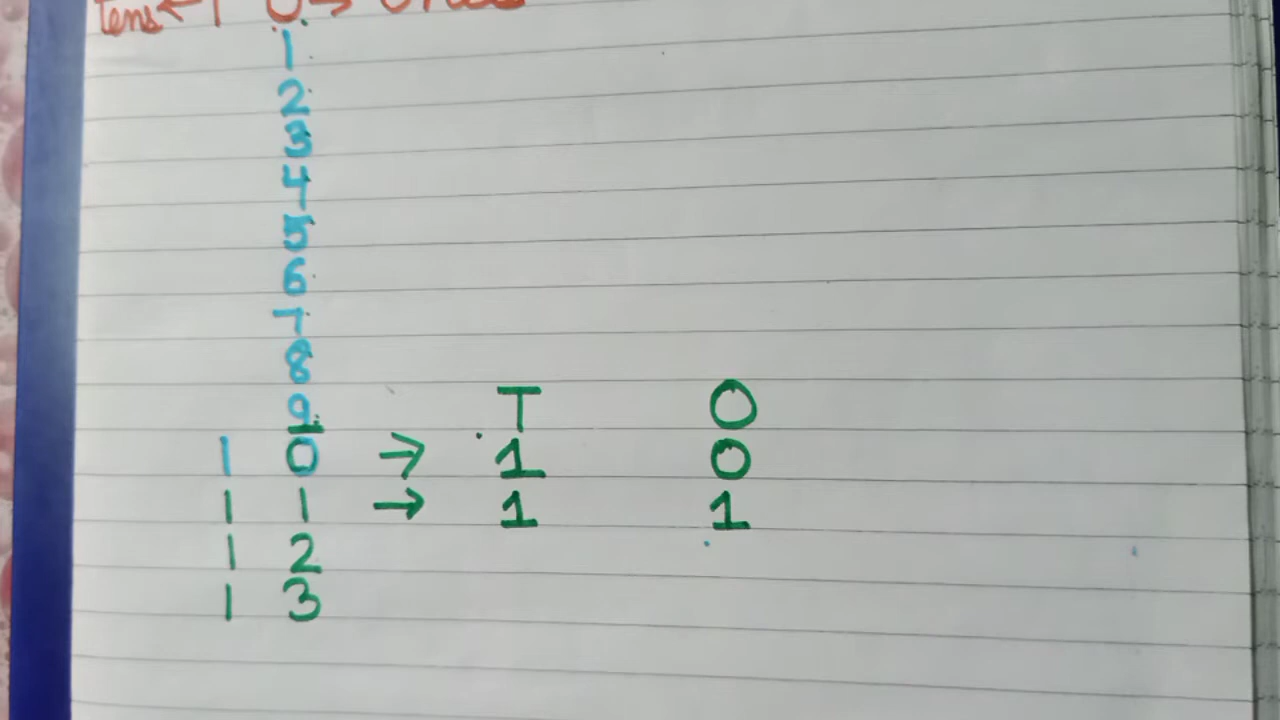 Tens ← T O → Ones
1
2
3
4
5
6
7
8
9 T O
1 0 → 1 0
1 1 → 1 1
1 2
1 3